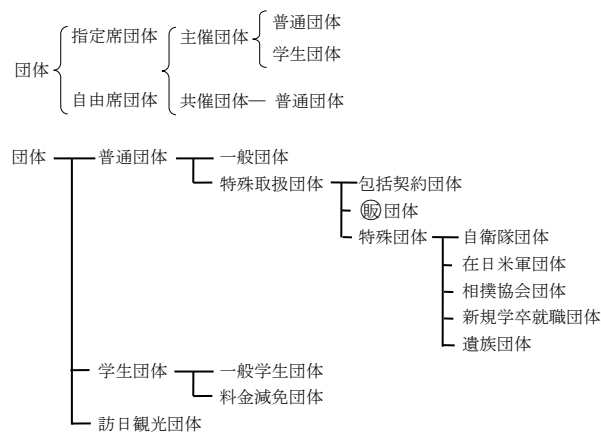 団体 指定席団体 主催団体 普通団体
学生団体
自由席団体 共催団体― 普通団体
団体 普通団体 一般団体
特殊取扱団体 包括契約団体
㊙団体
特殊団体 自衛隊団体
在日米軍団体
相撲協会団体
新規学卒就職団体
遺族団体
学生団体 一般学生団体
料金減免団体
訪日観光団体